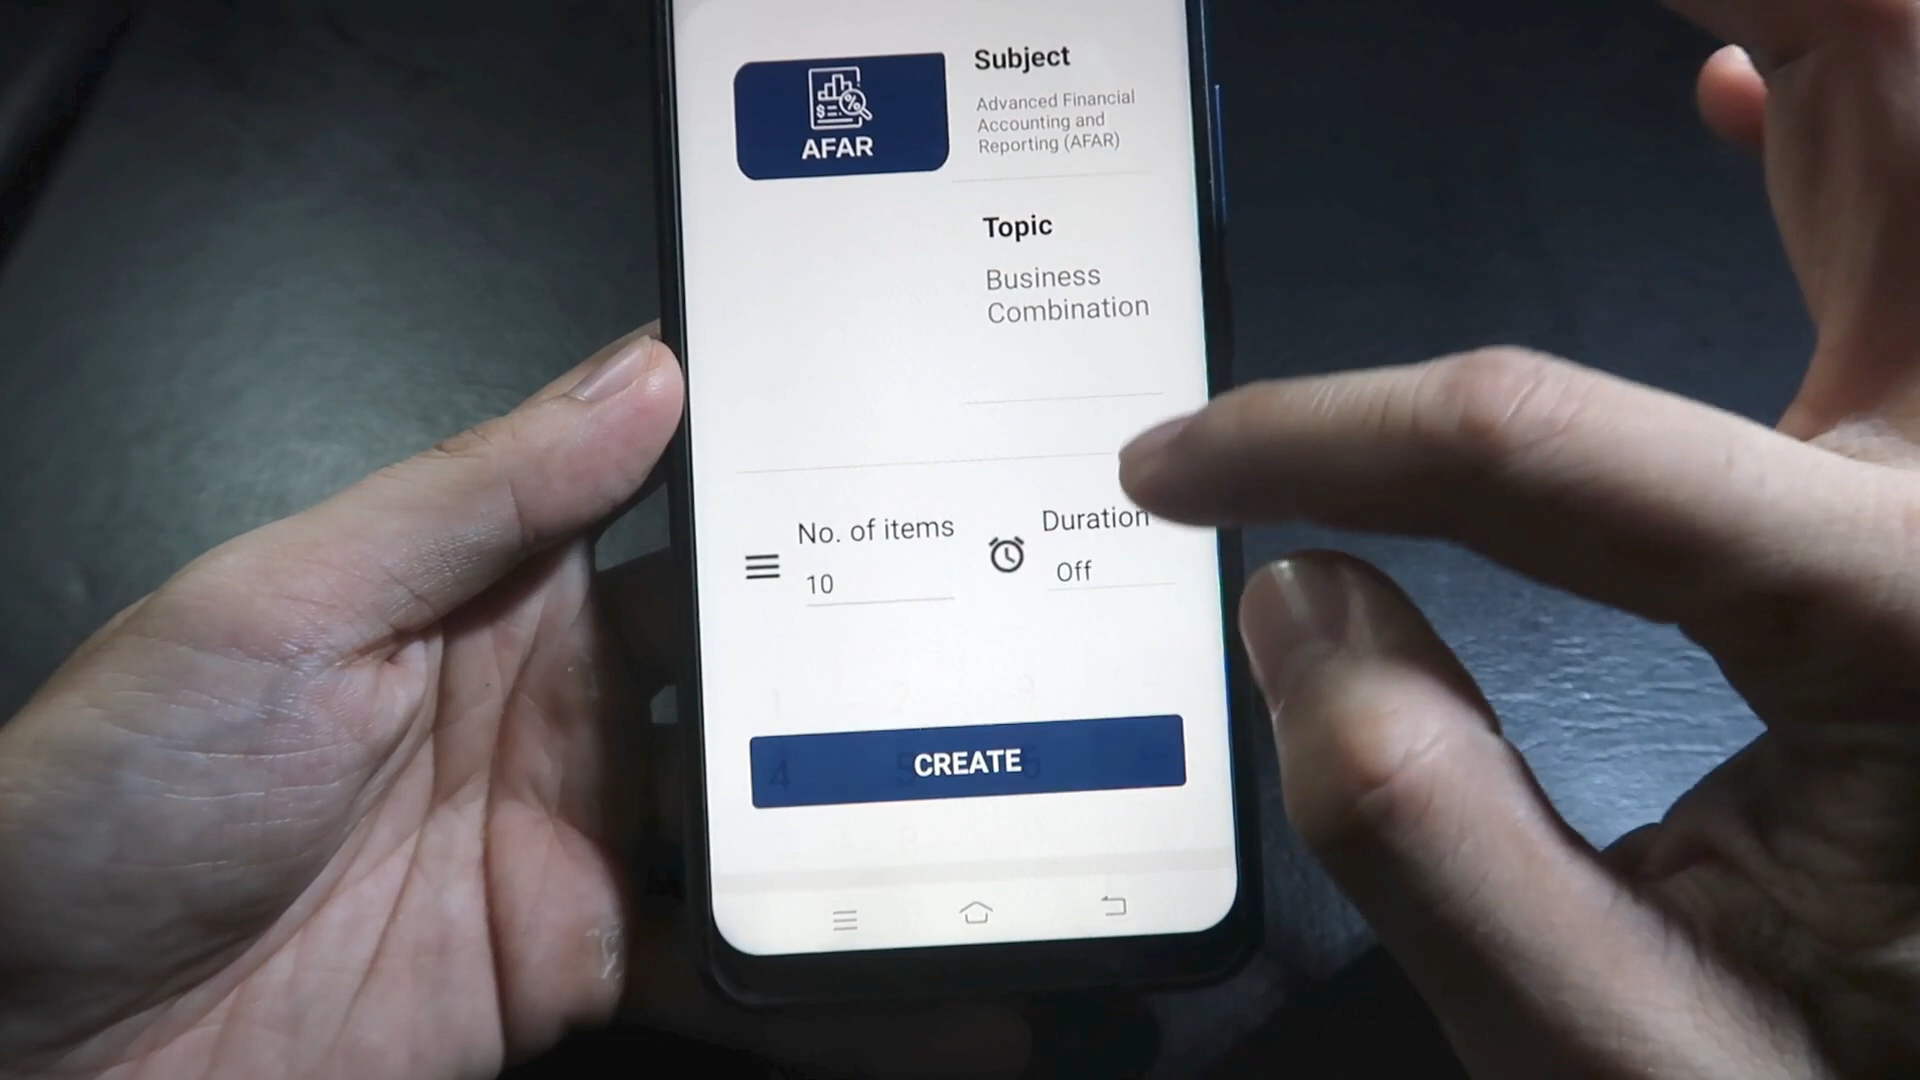 AFAR
Subject
Advanced Financial
Accounting and
Reporting (AFAR)
Topic
Business
Combination
No. of items
10
Duration
Off
CREATE